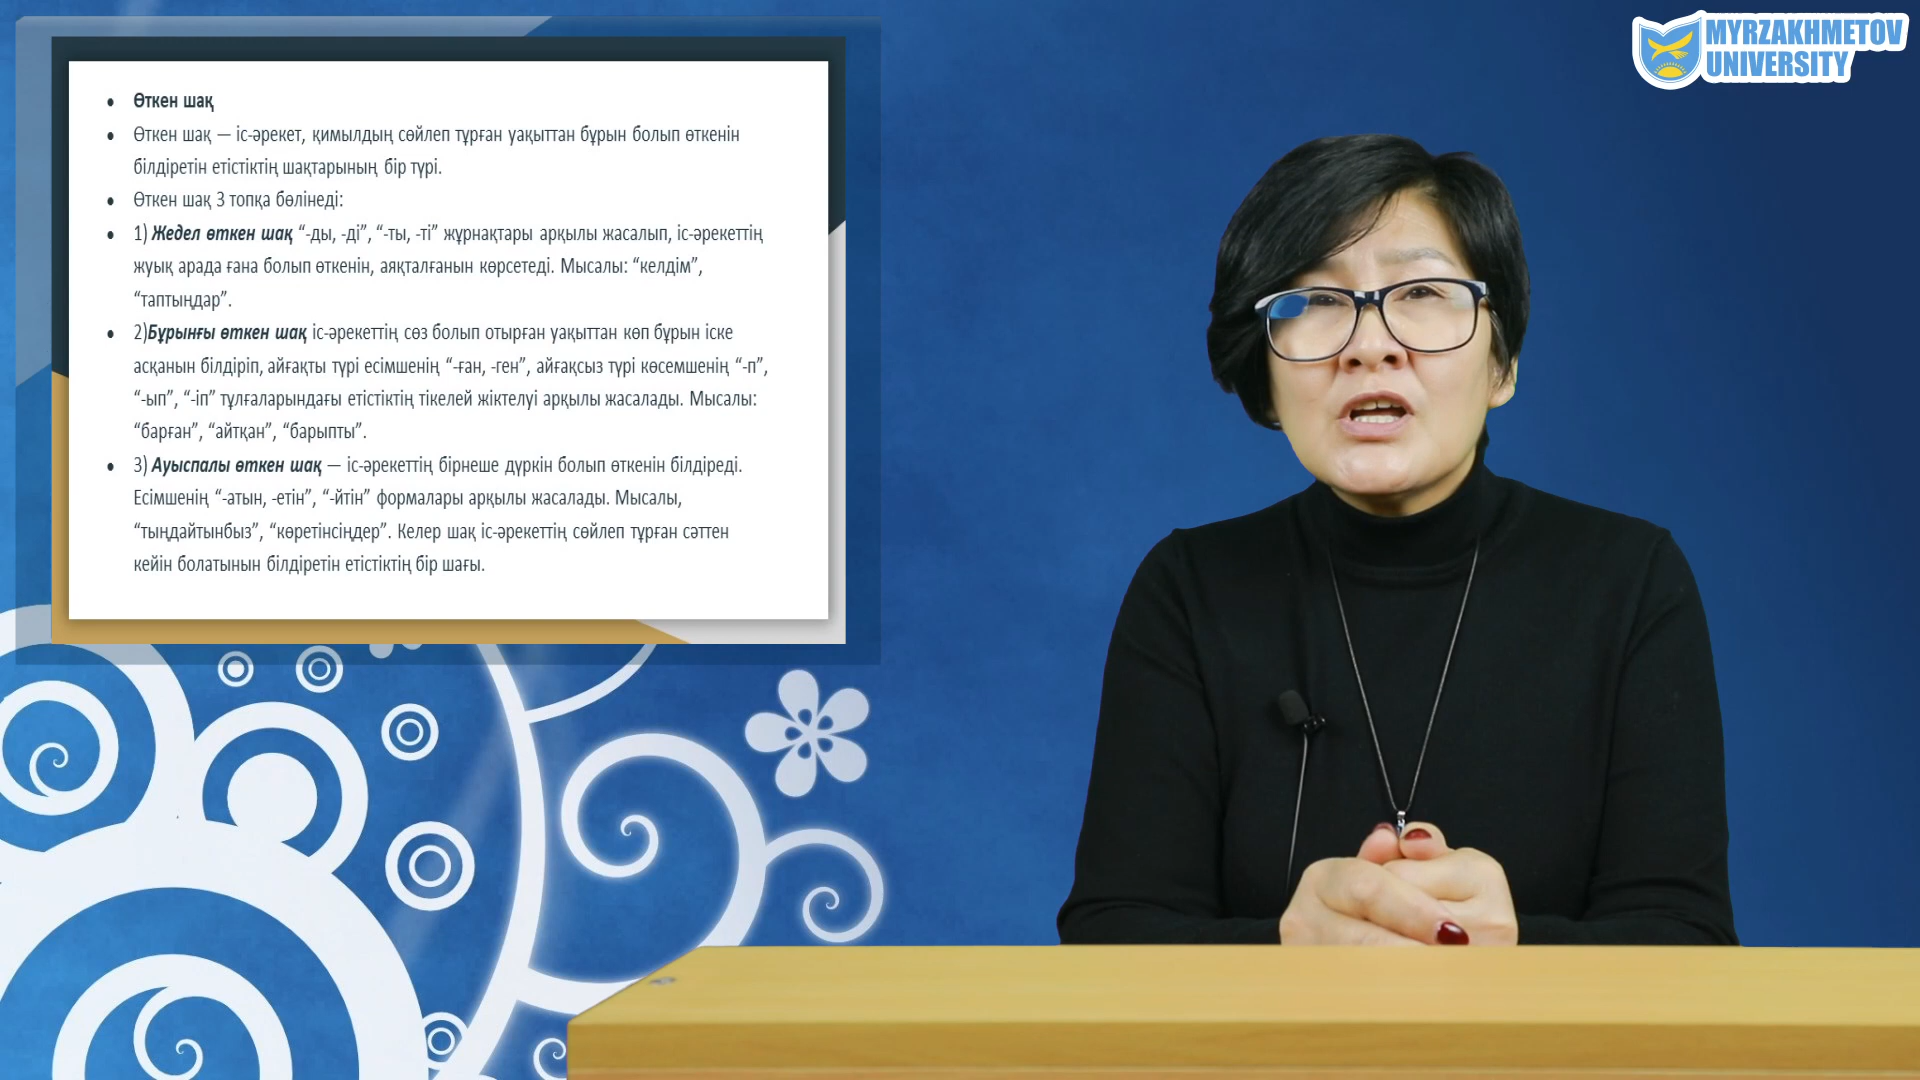 MYRZAKHMETOV
UNIVERSITY
• Өткен шақ
• Өткен шақ — іс-әрекет, қимылдың сөйлеп тұрған уақыттан бұрын болып өткенін
білдіретін етістіктің шақтарының бір түрі.
• Өткен шақ 3 топқа бөлінеді:
• 1) Жедел өткен шақ “-ды, -ді”, “-ты, -ті” жұрнақтары арқылы жасалып, іс-әрекеттің
жуық арада ғана болып өткенін, аяқталғанын көрсетеді. Мысалы: “келдім”,
“таптыңдар”.
• 2)Бұрынғы өткен шақ іс-әрекеттің сөз болып отырған уақыттан көп бұрын іске
асқанын білдіріп, айғақты түрі есімшенің “-ған, -ген”, айғақсыз түрі көсемшенің “-п”,
“-ып”, “-іп” тұлғаларындағы етістіктің тікелей жіктелуі арқылы жасалады. Мысалы:
“барған”, “айтқан”, “барыпты”.
• 3) Ауыспалы өткен шақ — іс-әрекеттің бірнеше дүркін болып өткенін білдіреді.
Есімшенің “-атын, -етін”, “-йтін” формалары арқылы жасалады. Мысалы,
“тыңдайтынбыз”, “көретінсіңдер”. Келер шақ іс-әрекеттің сөйлеп тұрған сәттен
кейін болатынын білдіретін етістіктің бір шағы.